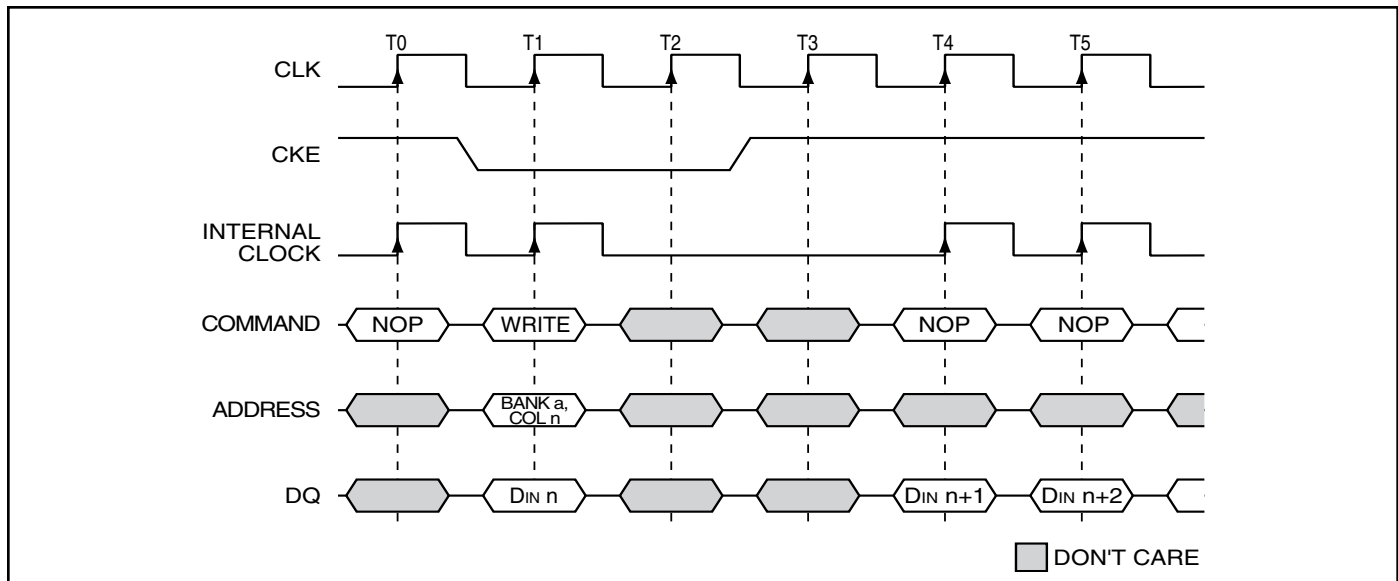 T0 T1 T2 T3 T4 T5
CLK
CKE
INTERNAL
CLOCK
COMMAND NOP WRITE NOP NOP
ADDRESS BANK a,
COL n
DQ DIN n DIN n+1 DIN n+2
DON'T CARE